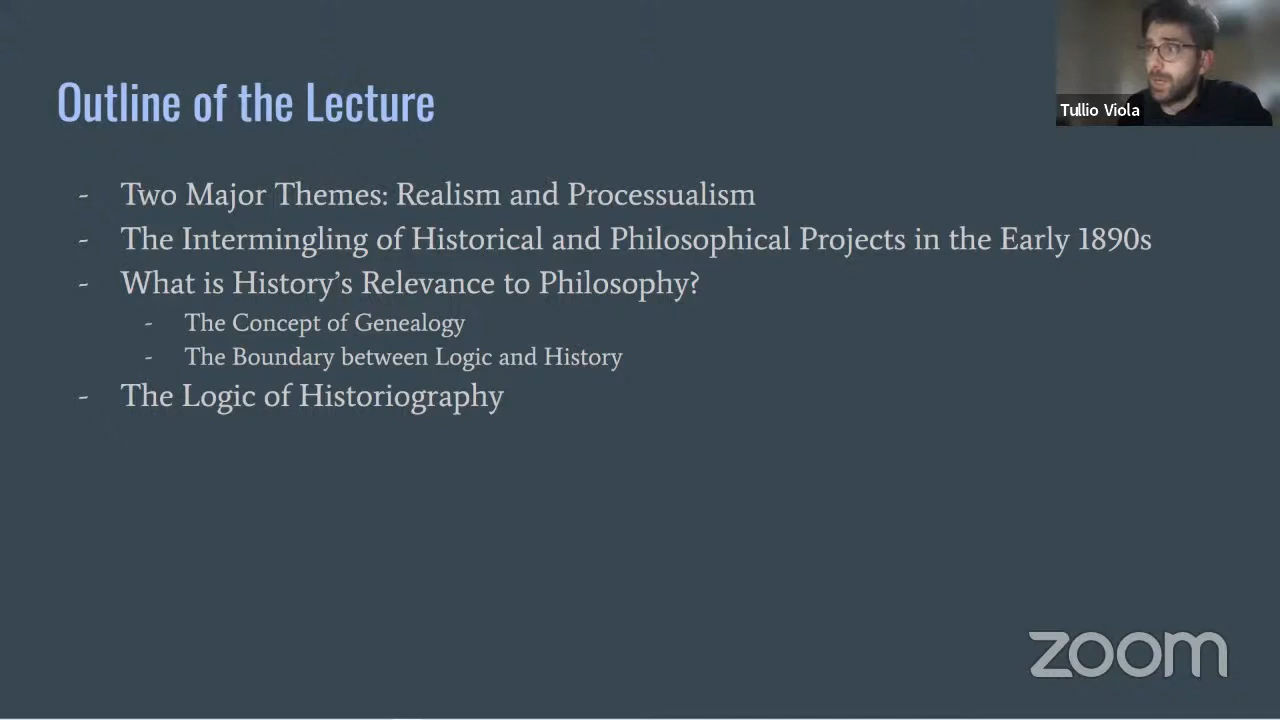 Outline of the Lecture
Tullio Viola
- Two Major Themes: Realism and Processualism
- The Intermingling of Historical and Philosophical Projects in the Early 1890s
- What is History’s Relevance to Philosophy?
- The Concept of Genealogy
- The Boundary between Logic and History
- The Logic of Historiography
zoom